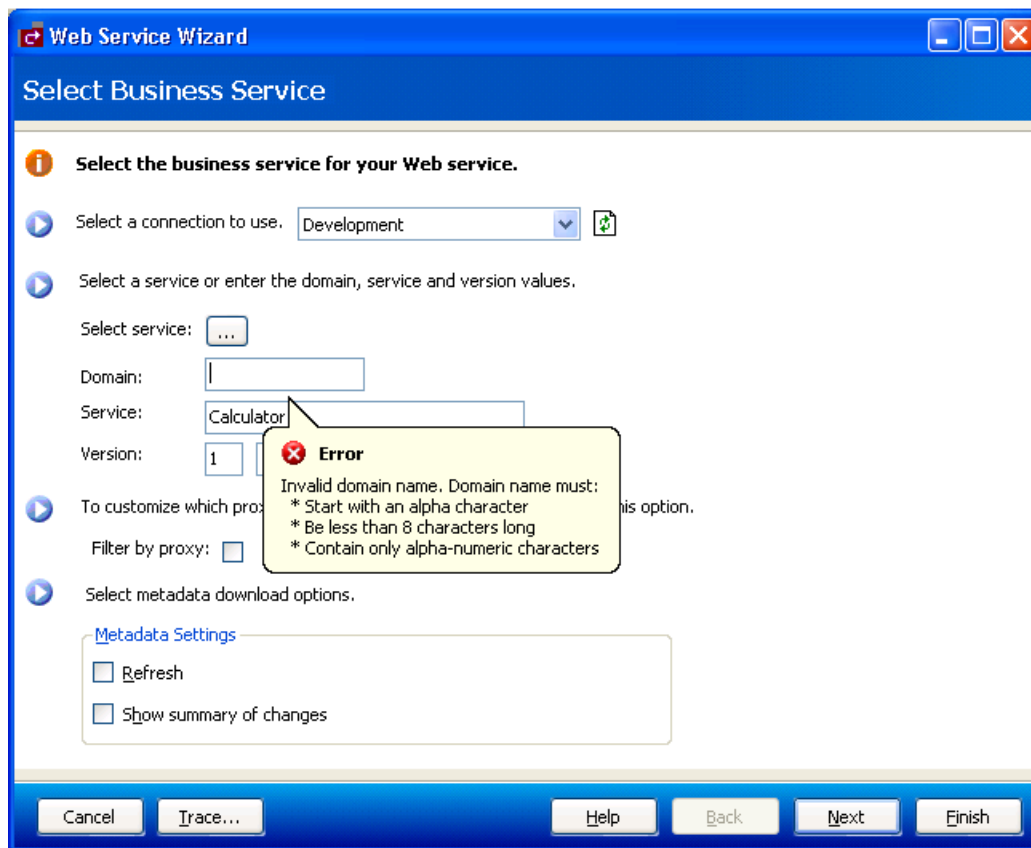 Web Service Wizard
Select Business Service
Select the business service for your Web service.
Select a connection to use. Development
Select a service or enter the domain, service and version values.
Select service: ...
Domain:
Service: Calculator
Version: 1
Error
Invalid domain name. Domain name must:
* Start with an alpha character
* Be less than 8 characters long
* Contain only alpha-numeric characters
To customize which his option.
Filter by proxy:
Select metadata download options.
Metadata Settings
Refresh
Show summary of changes
Cancel Trace... Help Back Next Finish